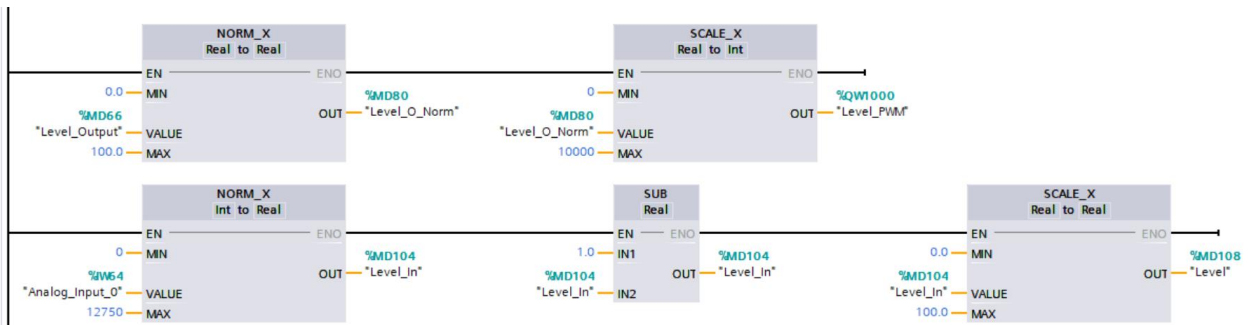 NORM_X
Real to Real
EN
ENO
0.0
MIN
%MD66
"Level_Output"
VALUE
100.0
MAX
OUT
%MD80
"Level_O_Norm"
SCALE_X
Real to Int
EN
ENO
0
MIN
%MD80
"Level_O_Norm"
VALUE
10000
MAX
OUT
%QW1000
"Level_PWM"
NORM_X
Int to Real
EN
ENO
0
MIN
%IW64
"Analog_Input_0"
VALUE
12750
MAX
OUT
%MD104
"Level_In"
SUB
Real
EN
ENO
1.0
IN1
%MD104
"Level_In"
IN2
OUT
%MD104
"Level_In"
SCALE_X
Real to Real
EN
ENO
0.0
MIN
%MD104
"Level_In"
VALUE
100.0
MAX
OUT
%MD108
"Level"